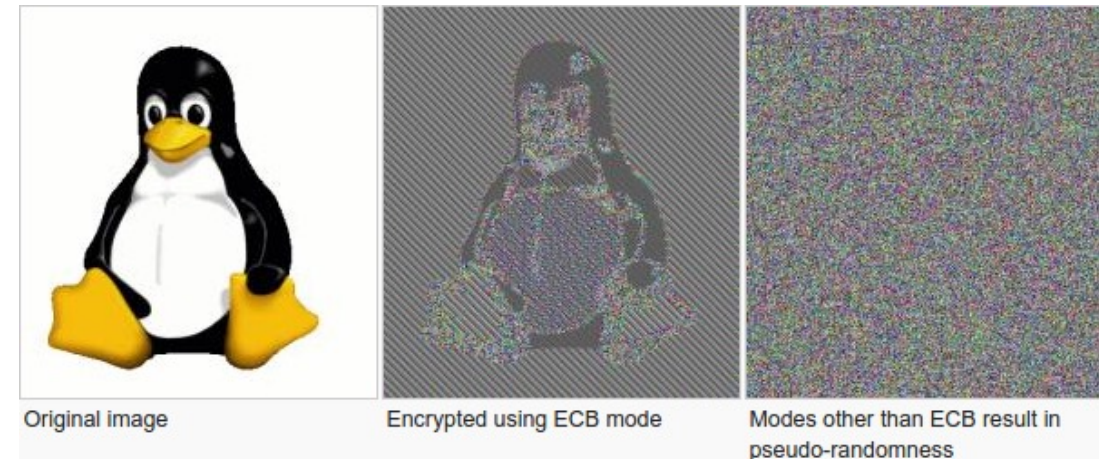 Original image
Encrypted using ECB mode
Modes other than ECB result in
pseudo-randomness